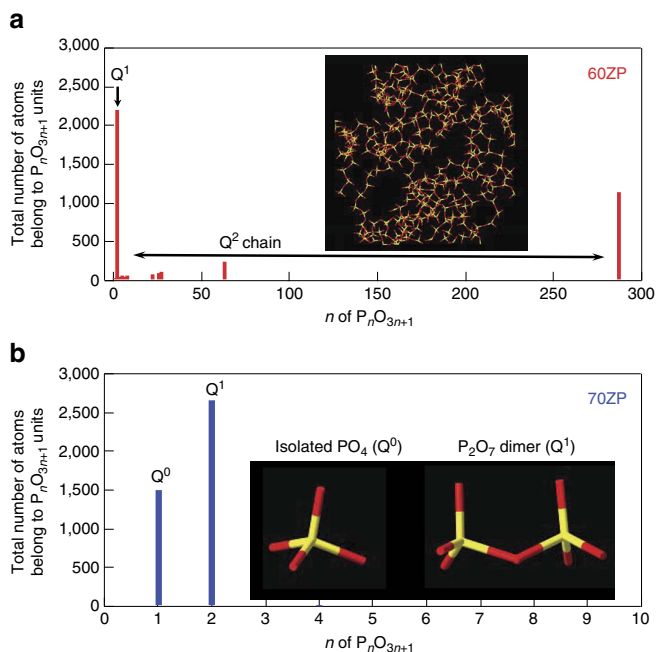 a
3,000
2,500
2,000
1,500
1,000
500
0
Total number of atoms
belong to PₙO₃ₙ₊₁ units
Q¹
60ZP
Q² chain
0
50
100
150
200
250
300
n of PₙO₃ₙ₊₁
b
3,000
2,500
2,000
1,500
1,000
500
0
Total number of atoms
belong to PₙO₃ₙ₊₁ units
Q¹
70ZP
Q⁰
Isolated PO₄ (Q⁰)
P₂O₇ dimer (Q¹)
0
1
2
3
4
5
6
7
8
9
10
n of PₙO₃ₙ₊₁